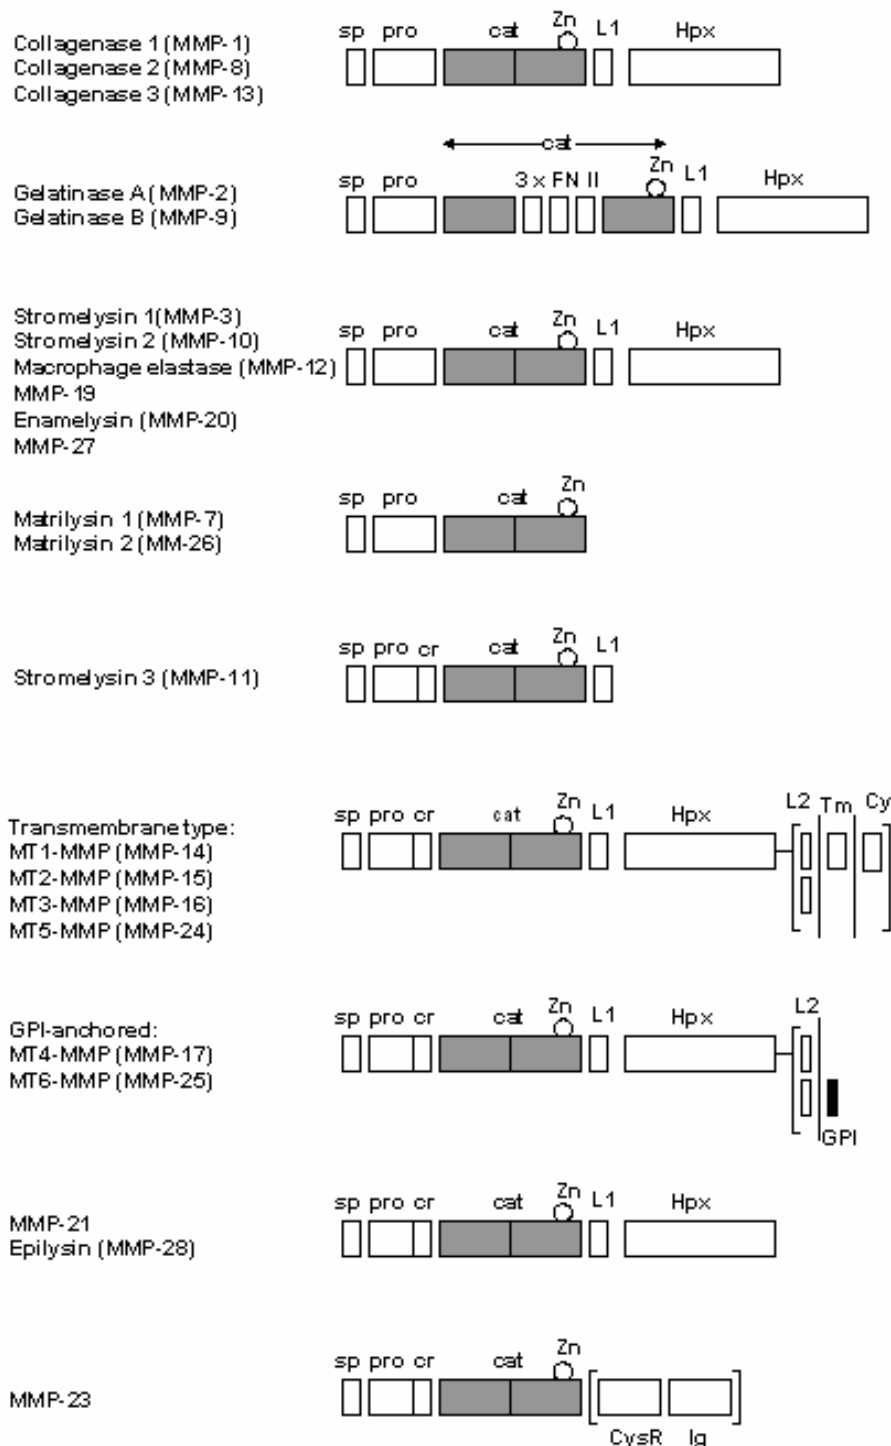 sp pro cat Zn L1 Hpx
Collagenase 1 (MMP-1)
Collagenase 2 (MMP-8)
Collagenase 3 (MMP-13)
cat
sp pro 3 x FN II Zn L1 Hpx
Gelatinase A (MMP-2)
Gelatinase B (MMP-9)
Stromelysin 1(MMP-3)
sp pro cat Zn L1 Hpx
Stromelysin 2 (MMP-10)
Macrophage elastase (MMP-12)
MMP-19
Enamelysin (MMP-20)
MMP-27
sp pro cat Zn
Matrilysin 1 (MMP-7)
Matrilysin 2 (MM-26)
sp pro cr cat Zn L1
Stromelysin 3 (MMP-11)
sp pro cr cat Zn L1 Hpx L2 Tm Cy
Transmembrane type:
MT1-MMP (MMP-14)
MT2-MMP (MMP-15)
MT3-MMP (MMP-16)
MT5-MMP (MMP-24)
sp pro cr cat Zn L1 Hpx L2
GPI-anchored:
MT4-MMP (MMP-17)
MT6-MMP (MMP-25)
GPI
sp pro cr cat Zn L1 Hpx
MMP-21
Epilysin (MMP-28)
sp pro cr cat Zn
MMP-23
CysR Ig